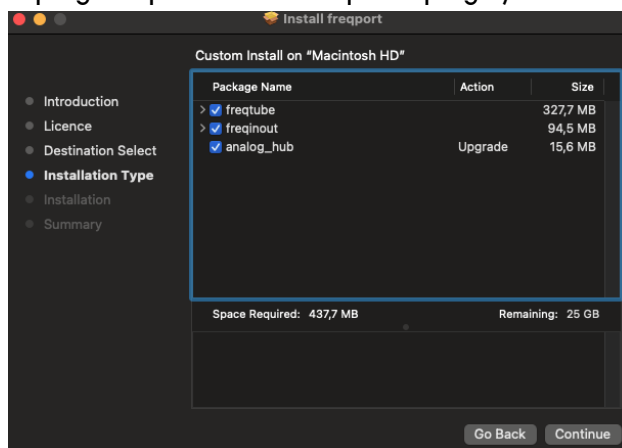 Install freqport
Custom Install on “Macintosh HD”
Package Name Action Size
Introduction
Licence
Destination Select
Installation Type
Installation
Summary
freqtube 327,7 MB
freqinout 94,5 MB
analog_hub Upgrade 15,6 MB
Space Required: 437,7 MB Remaining: 25 GB
Go Back Continue